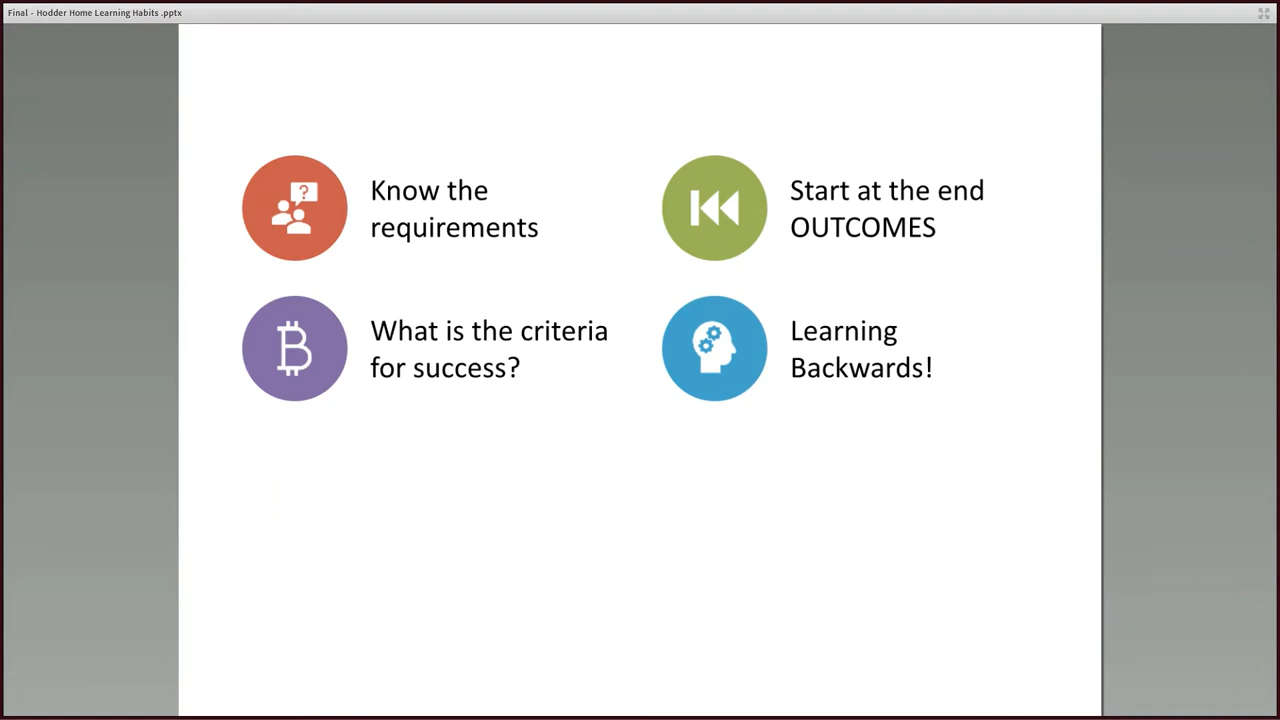 Final - Hodder Home Learning Habits .pptx
Know the
requirements
Start at the end
OUTCOMES
What is the criteria
for success?
Learning
Backwards!